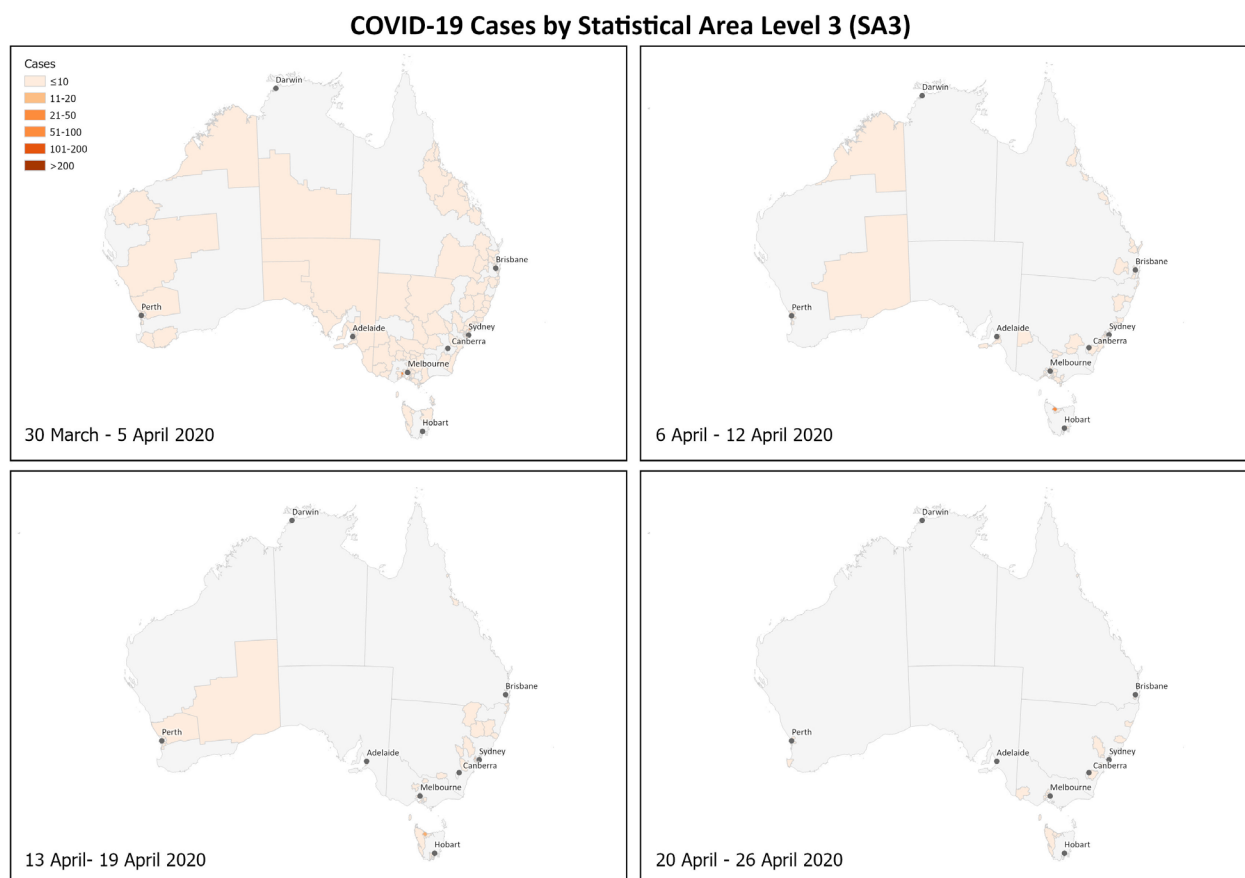 COVID-19 Cases by Statistical Area Level 3 (SA3)
Cases
≤10
11-20
21-50
51-100
101-200
>200
Darwin
Brisbane
Perth
Adelaide
Sydney
Canberra
Melbourne
Hobart
30 March - 5 April 2020
Darwin
Brisbane
Perth
Adelaide
Sydney
Canberra
Melbourne
Hobart
6 April - 12 April 2020
Darwin
Brisbane
Perth
Adelaide
Sydney
Canberra
Melbourne
Hobart
13 April- 19 April 2020
Darwin
Brisbane
Perth
Adelaide
Sydney
Canberra
Melbourne
Hobart
20 April - 26 April 2020